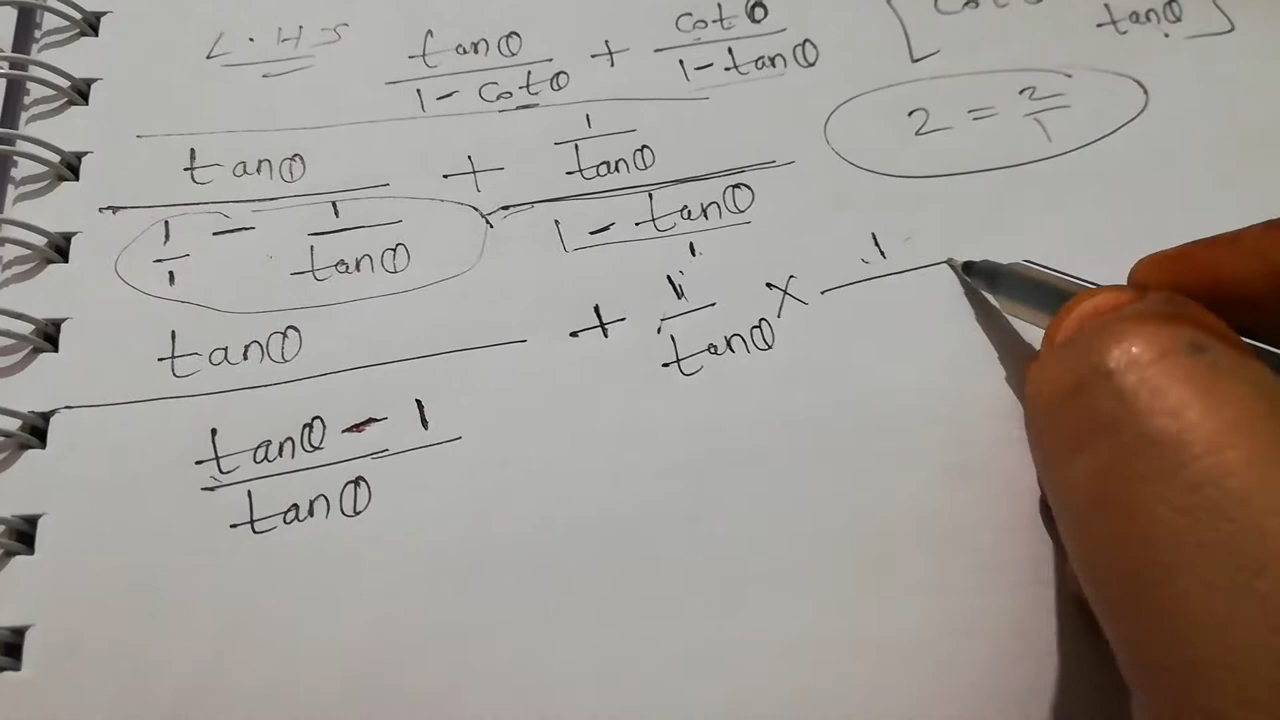 L.H.S tanθ/(1 - cotθ) + cotθ/(1 - tanθ) [ tanθ ]
2 = 2/1
tanθ/(1/1 - 1/tanθ) + (1/tanθ)/(1 - tanθ)
tanθ/((tanθ - 1)/tanθ) + 1/tanθ × 1